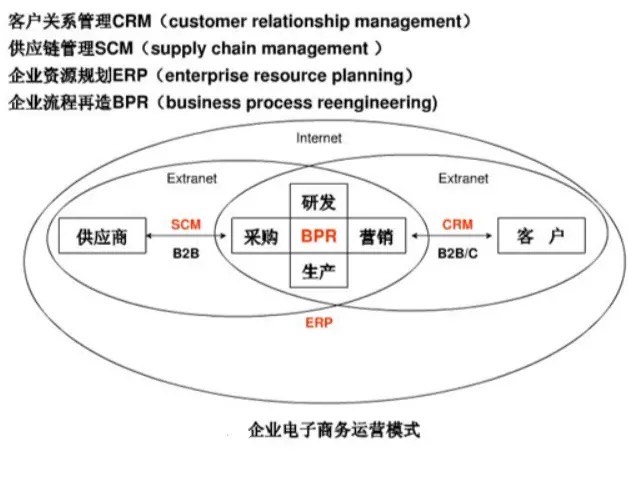 客户关系管理CRM（customer relationship management）
供应链管理SCM（supply chain management ）
企业资源规划ERP（enterprise resource planning）
企业流程再造BPR（business process reengineering)
Internet
Extranet
Extranet
研发
供应商
SCM
B2B
采购
BPR
营销
CRM
B2B/C
客 户
生产
ERP
企业电子商务运营模式